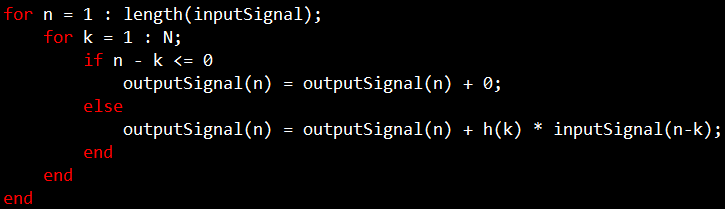 for n = 1 : length(inputSignal);
    for k = 1 : N;
        if n - k <= 0
            outputSignal(n) = outputSignal(n) + 0;
        else
            outputSignal(n) = outputSignal(n) + h(k) * inputSignal(n-k);
        end
    end
end